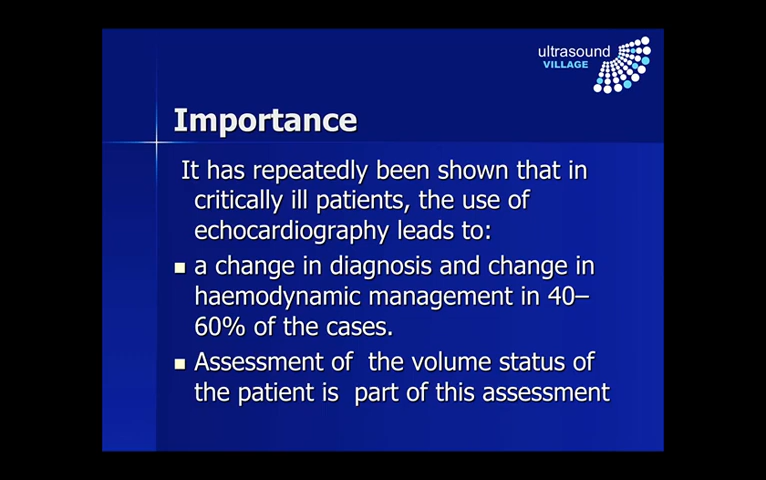 ultrasound
VILLAGE
Importance
It has repeatedly been shown that in
critically ill patients, the use of
echocardiography leads to:
a change in diagnosis and change in
haemodynamic management in 40–
60% of the cases.
Assessment of the volume status of
the patient is part of this assessment